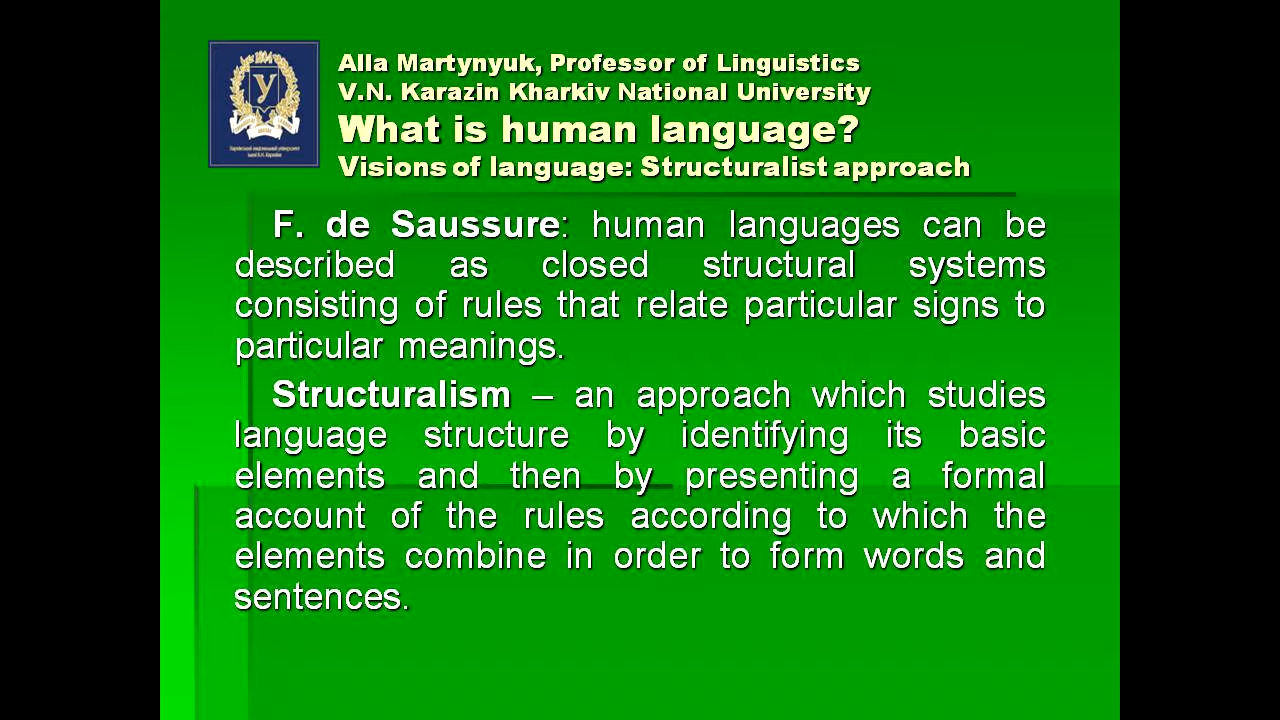 Alla Martynyuk, Professor of Linguistics
V.N. Karazin Kharkiv National University
What is human language?
Visions of language: Structuralist approach
У
F. de Saussure: human languages can be
described as closed structural systems
consisting of rules that relate particular signs to
particular meanings.
Structuralism – an approach which studies
language structure by identifying its basic
elements and then by presenting a formal
account of the rules according to which the
elements combine in order to form words and
sentences.